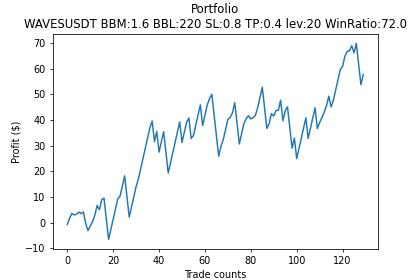 Portfolio
WAVESUSDT BBM:1.6 BBL:220 SL:0.8 TP:0.4 lev:20 WinRatio:72.0
70
60
50
40
30
20
10
0
−10
Profit ($)
0 20 40 60 80 100 120
Trade counts